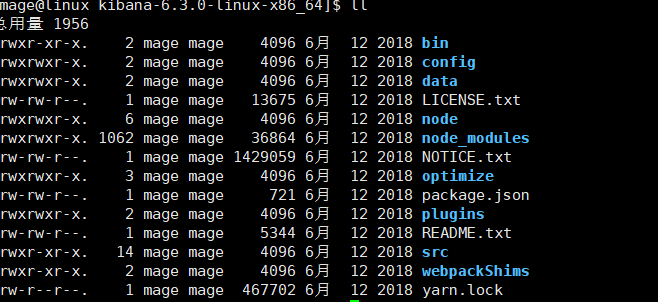 mage@linux kibana-6.3.0-linux-x86_64]$ ll
总用量 1956
rwxr-xr-x. 2 mage mage 4096 6月 12 2018 bin
rwxrwxr-x. 2 mage mage 4096 6月 12 2018 config
rwxrwxr-x. 2 mage mage 4096 6月 12 2018 data
rw-rw-r--. 1 mage mage 13675 6月 12 2018 LICENSE.txt
rwxrwxr-x. 6 mage mage 4096 6月 12 2018 node
rwxrwxr-x. 1062 mage mage 36864 6月 12 2018 node_modules
rw-rw-r--. 1 mage mage 1429059 6月 12 2018 NOTICE.txt
rwxrwxr-x. 3 mage mage 4096 6月 12 2018 optimize
rw-rw-r--. 1 mage mage 721 6月 12 2018 package.json
rwxrwxr-x. 2 mage mage 4096 6月 12 2018 plugins
rw-rw-r--. 1 mage mage 5344 6月 12 2018 README.txt
rwxr-xr-x. 14 mage mage 4096 6月 12 2018 src
rwxr-xr-x. 2 mage mage 4096 6月 12 2018 webpackShims
rw-r--r--. 1 mage mage 467702 6月 12 2018 yarn.lock